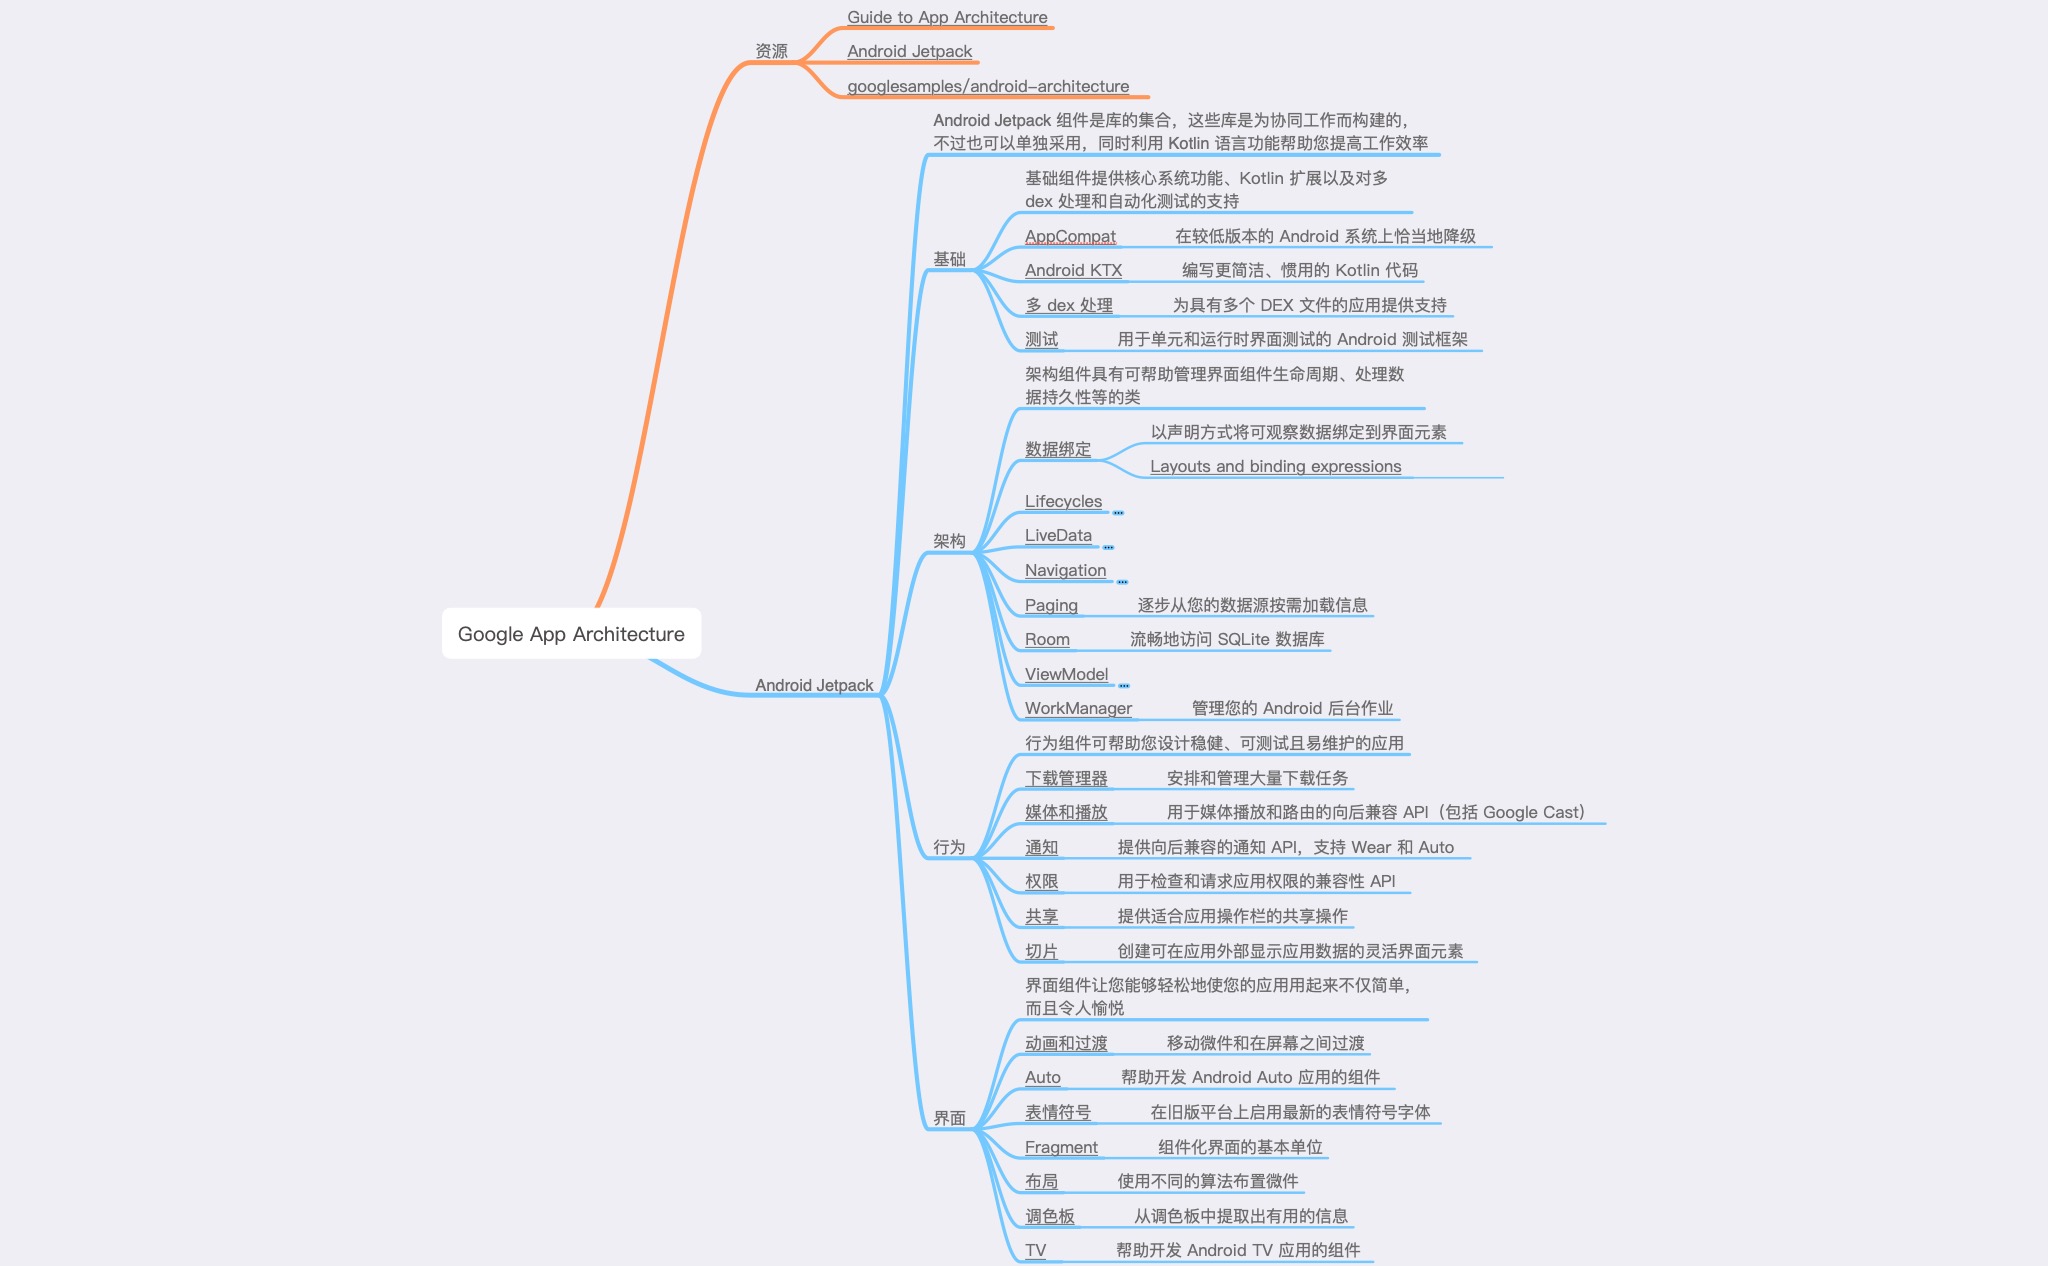 Guide to App Architecture
资源
Android Jetpack
googlesamples/android-architecture
Android Jetpack 组件是库的集合，这些库是为协同工作而构建的，
不过也可以单独采用，同时利用 Kotlin 语言功能帮助您提高工作效率
基础组件提供核心系统功能、Kotlin 扩展以及对多
dex 处理和自动化测试的支持
AppCompat 在较低版本的 Android 系统上恰当地降级
基础
Android KTX 编写更简洁、惯用的 Kotlin 代码
多 dex 处理 为具有多个 DEX 文件的应用提供支持
测试 用于单元和运行时界面测试的 Android 测试框架
架构组件具有可帮助管理界面组件生命周期、处理数
据持久性等的类
以声明方式将可观察数据绑定到界面元素
数据绑定
Layouts and binding expressions
Lifecycles
LiveData
架构
Navigation
Paging 逐步从您的数据源按需加载信息
Google App Architecture
Room 流畅地访问 SQLite 数据库
ViewModel
Android Jetpack
WorkManager 管理您的 Android 后台作业
行为组件可帮助您设计稳健、可测试且易维护的应用
下载管理器 安排和管理大量下载任务
媒体和播放 用于媒体播放和路由的向后兼容 API（包括 Google Cast）
行为
通知 提供向后兼容的通知 API，支持 Wear 和 Auto
权限 用于检查和请求应用权限的兼容性 API
共享 提供适合应用操作栏的共享操作
切片 创建可在应用外部显示应用数据的灵活界面元素
界面组件让您能够轻松地使您的应用用起来不仅简单，
而且令人愉悦
动画和过渡 移动微件和在屏幕之间过渡
Auto 帮助开发 Android Auto 应用的组件
界面
表情符号 在旧版平台上启用最新的表情符号字体
Fragment 组件化界面的基本单位
布局 使用不同的算法布置微件
调色板 从调色板中提取出有用的信息
TV 帮助开发 Android TV 应用的组件